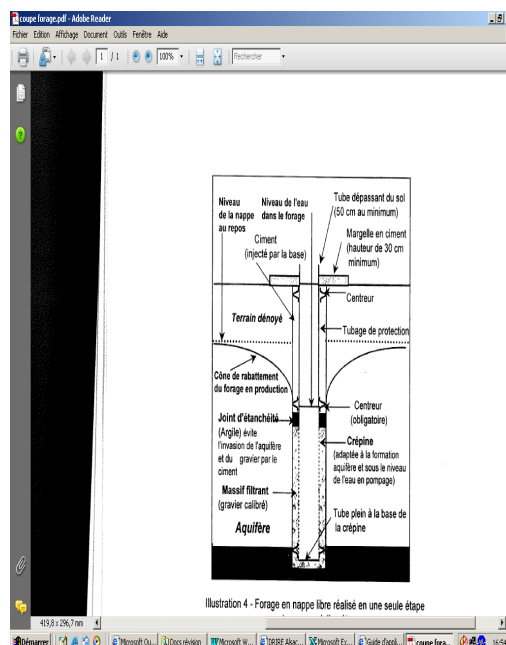 coupe forage.pdf - Adobe Reader
Fichier Edition Affichage Document Outils Fenêtre Aide
1 / 1 100% Rechercher
Niveau de la nappe au repos
Niveau de l'eau dans le forage
Tube dépassant du sol
(50 cm au minimum)
Ciment
(injecté par la base)
Margelle en ciment
(hauteur de 30 cm
minimum)
Centreur
Terrain dénoyé
Tubage de protection
Cône de rabattement
du forage en production
Centreur
(obligatoire)
Joint d'étanchéité
(Argile) évite
l'invasion de l'aquifère
et du gravier par le
ciment
Crépine
(adaptée à la formation
aquifère et sous le niveau
de l'eau en pompage)
Massif filtrant
(gravier calibré)
Tube plein à la base de
la crépine
Aquifère
Illustration 4 - Forage en nappe libre réalisé en une seule étape
419,8 x 296,7 mm
Démarrer Microsoft Ou... Docs révision Microsoft W... DRIRE Alsac... Microsoft Ex... Guide d'appli... coupe fora... 16:54